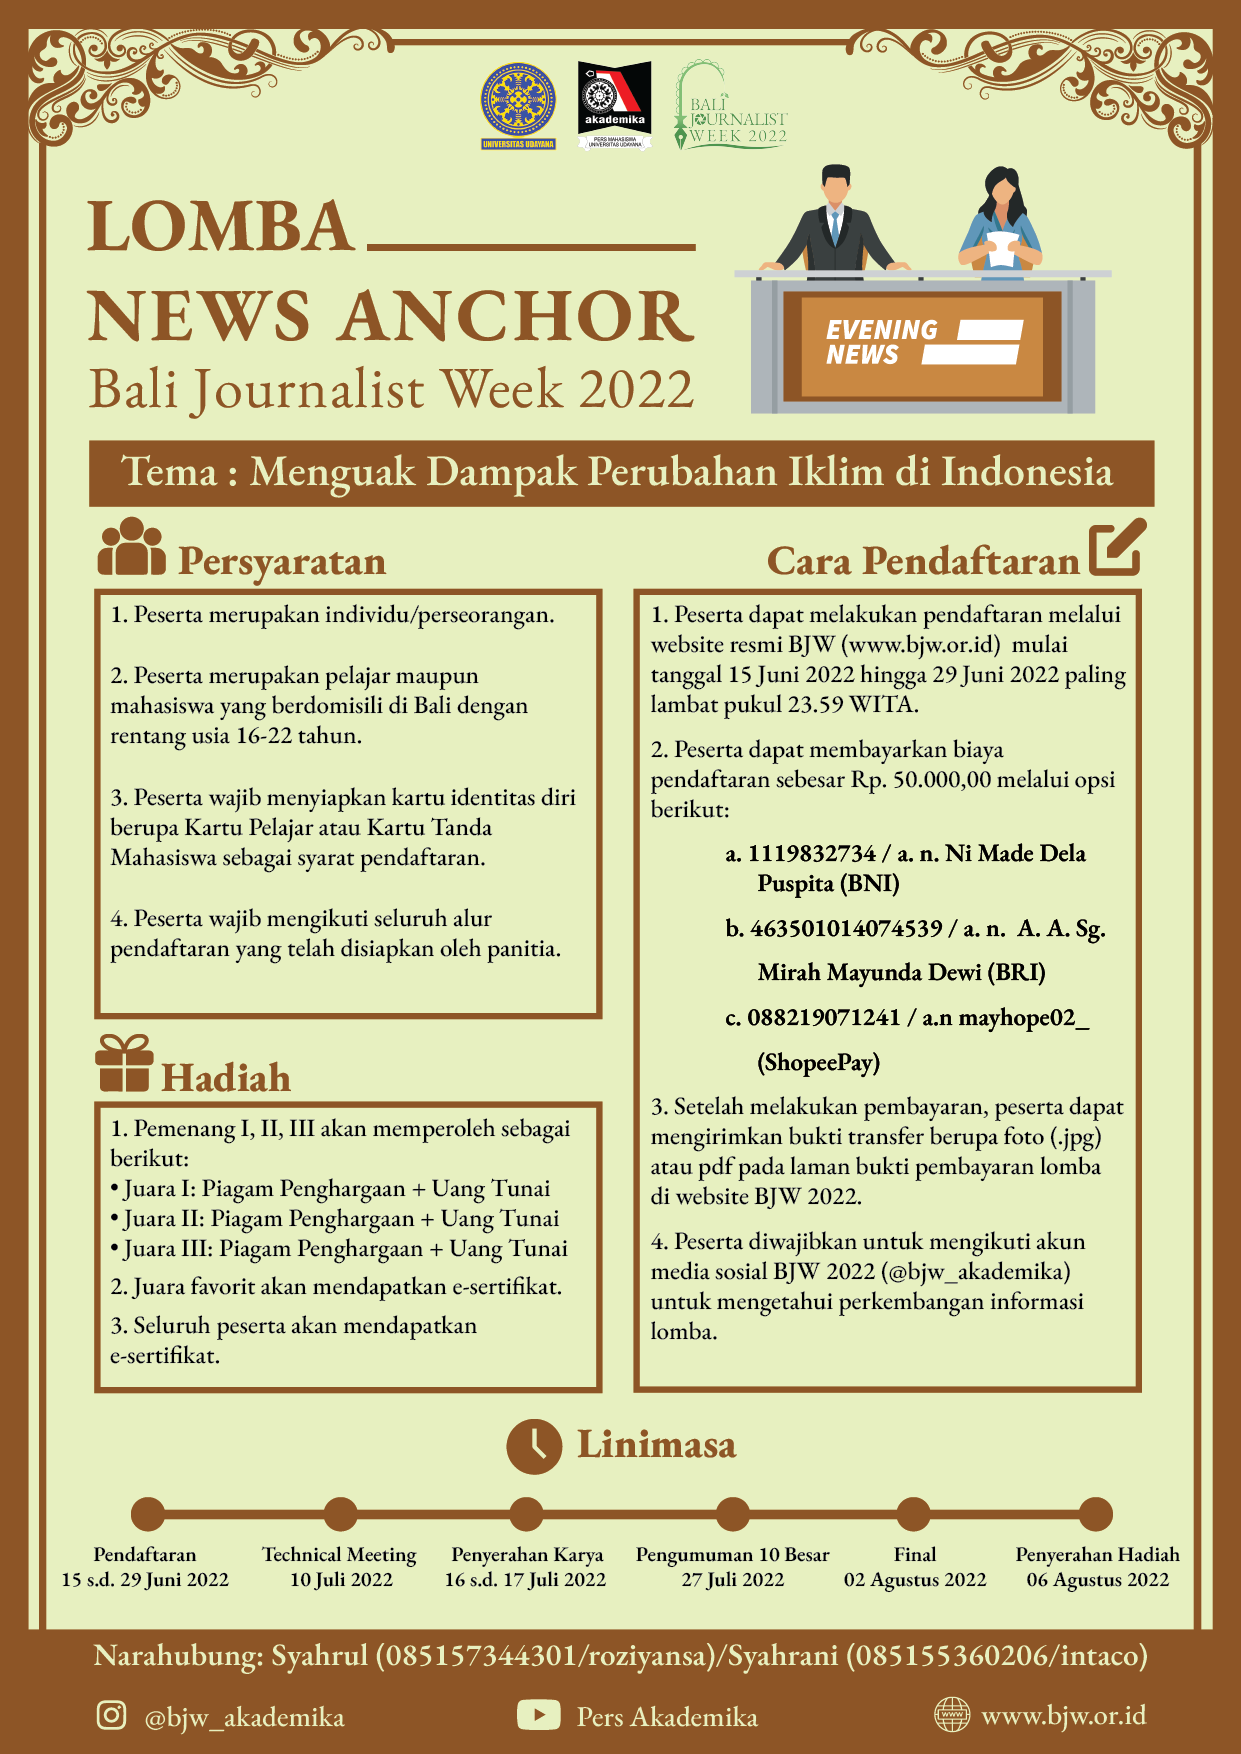 UNIVERSITAS UDAYANA
akademika
PERS MAHASISWA
UNIVERSITAS UDAYANA
BALI
JOURNALIST
WEEK 2022
LOMBA
NEWS ANCHOR
Bali Journalist Week 2022
EVENING
NEWS
Tema : Menguak Dampak Perubahan Iklim di Indonesia
Persyaratan
1. Peserta merupakan individu/perseorangan.
2. Peserta merupakan pelajar maupun
mahasiswa yang berdomisili di Bali dengan
rentang usia 16-22 tahun.
3. Peserta wajib menyiapkan kartu identitas diri
berupa Kartu Pelajar atau Kartu Tanda
Mahasiswa sebagai syarat pendaftaran.
4. Peserta wajib mengikuti seluruh alur
pendaftaran yang telah disiapkan oleh panitia.
Hadiah
1. Pemenang I, II, III akan memperoleh sebagai
berikut:
• Juara I: Piagam Penghargaan + Uang Tunai
• Juara II: Piagam Penghargaan + Uang Tunai
• Juara III: Piagam Penghargaan + Uang Tunai
2. Juara favorit akan mendapatkan e-sertifikat.
3. Seluruh peserta akan mendapatkan
e-sertifikat.
Cara Pendaftaran
1. Peserta dapat melakukan pendaftaran melalui
website resmi BJW (www.bjw.or.id) mulai
tanggal 15 Juni 2022 hingga 29 Juni 2022 paling
lambat pukul 23.59 WITA.
2. Peserta dapat membayarkan biaya
pendaftaran sebesar Rp. 50.000,00 melalui opsi
berikut:
a. 1119832734 / a. n. Ni Made Dela
Puspita (BNI)
b. 463501014074539 / a. n. A. A. Sg.
Mirah Mayunda Dewi (BRI)
c. 088219071241 / a.n mayhope02_
(ShopeePay)
3. Setelah melakukan pembayaran, peserta dapat
mengirimkan bukti transfer berupa foto (.jpg)
atau pdf pada laman bukti pembayaran lomba
di website BJW 2022.
4. Peserta diwajibkan untuk mengikuti akun
media sosial BJW 2022 (@bjw_akademika)
untuk mengetahui perkembangan informasi
lomba.
Linimasa
Pendaftaran
15 s.d. 29 Juni 2022
Technical Meeting
10 Juli 2022
Penyerahan Karya
16 s.d. 17 Juli 2022
Pengumuman 10 Besar
27 Juli 2022
Final
02 Agustus 2022
Penyerahan Hadiah
06 Agustus 2022
Narahubung: Syahrul (085157344301/roziyansa)/Syahrani (085155360206/intaco)
@bjw_akademika
Pers Akademika
www
www.bjw.or.id